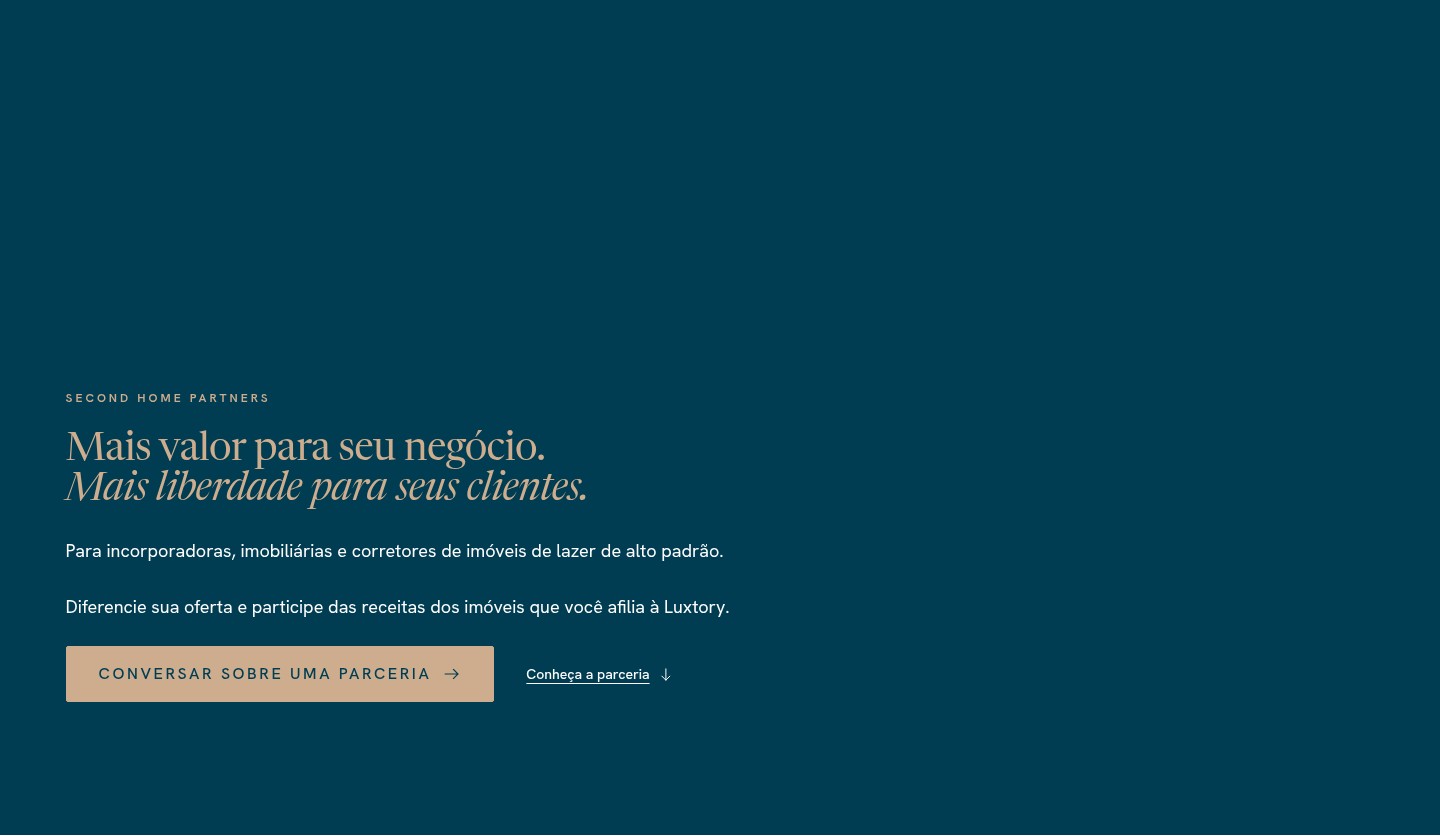 SECOND HOME PARTNERS
Mais valor para seu negócio.
Mais liberdade para seus clientes.
Para incorporadoras, imobiliárias e corretores de imóveis de lazer de alto padrão.
Diferencie sua oferta e participe das receitas dos imóveis que você afilia à Luxtory.
CONVERSAR SOBRE UMA PARCERIA →
Conheça a parceria ↓